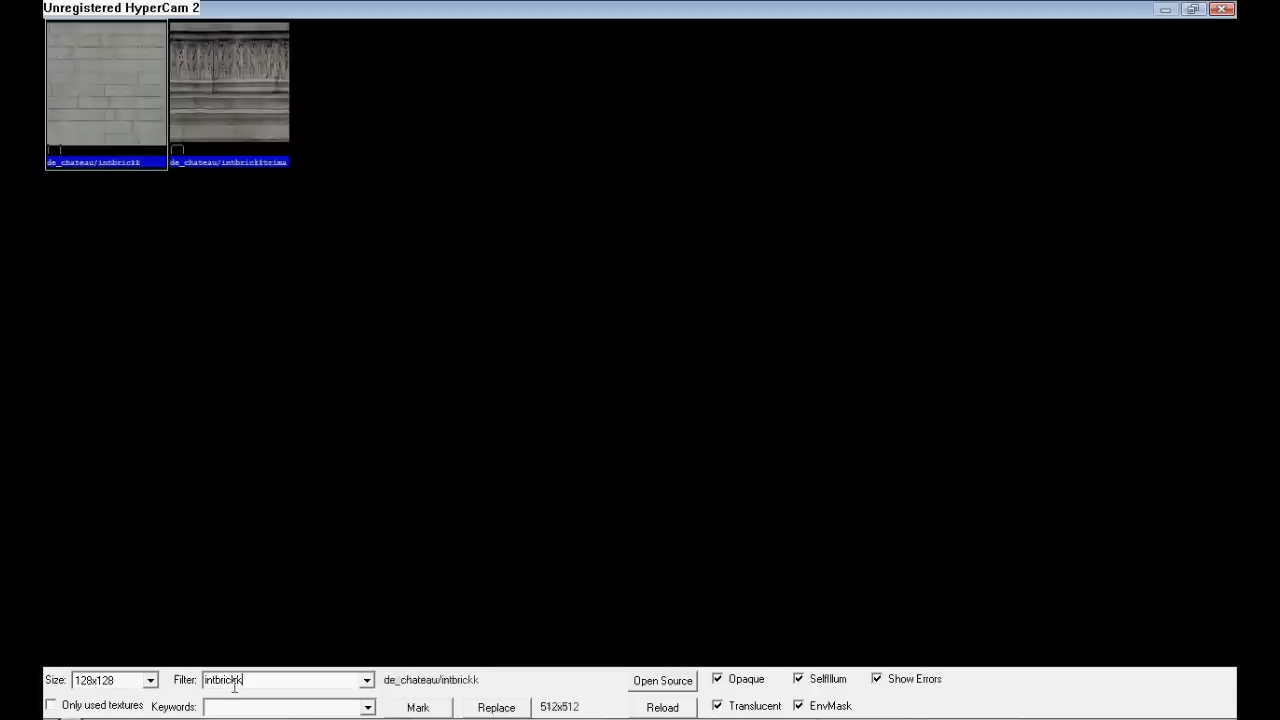 Unregistered HyperCam 2
de_chateau/intbrickk
de_chateau/intbrickktrima
Size: 128x128 Filter: intbrickk de_chateau/intbrickk Open Source Opaque SelfIllum Show Errors
Only used textures Keywords: Mark Replace 512x512 Reload Translucent EnvMask